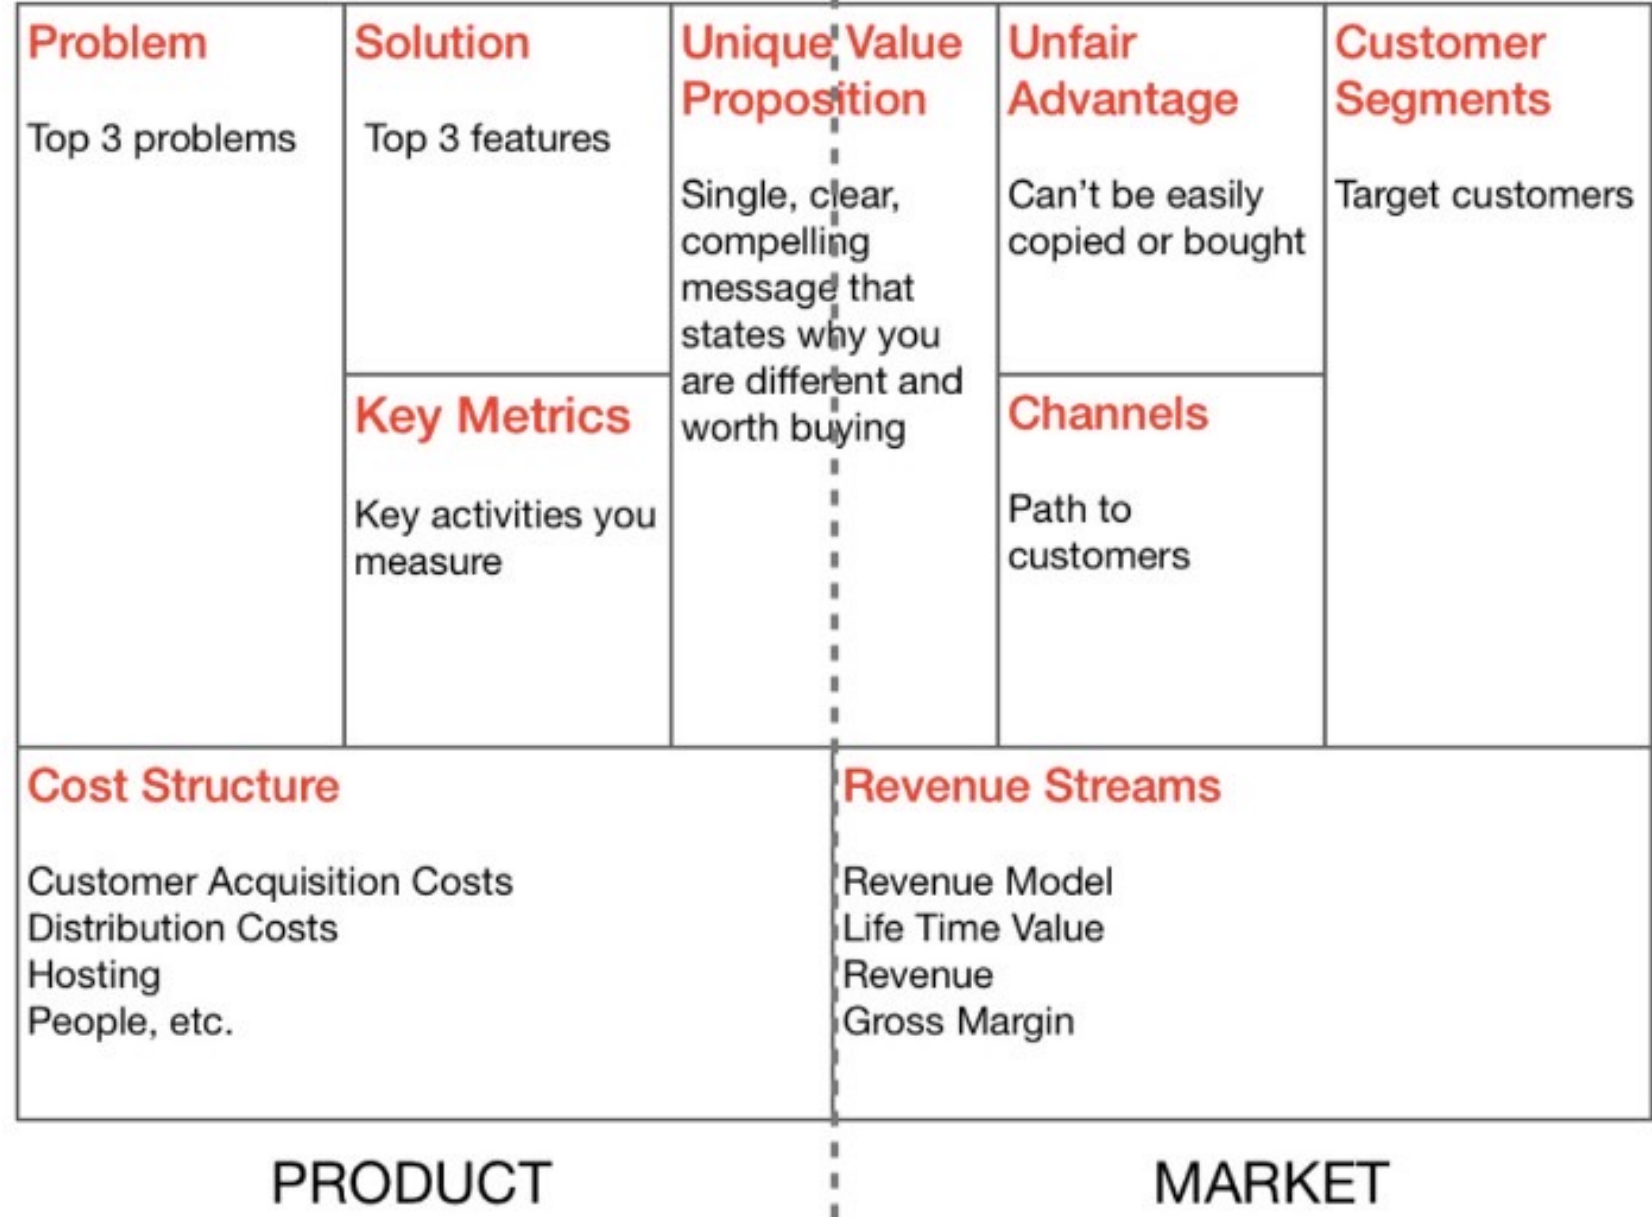 Problem
Top 3 problems
Solution
Top 3 features
Key Metrics
Key activities you
measure
Unique Value
Proposition
Single, clear,
compelling
message that
states why you
are different and
worth buying
Unfair
Advantage
Can't be easily
copied or bought
Channels
Path to
customers
Customer
Segments
Target customers
Cost Structure
Customer Acquisition Costs
Distribution Costs
Hosting
People, etc.
Revenue Streams
Revenue Model
Life Time Value
Revenue
Gross Margin
PRODUCT
MARKET